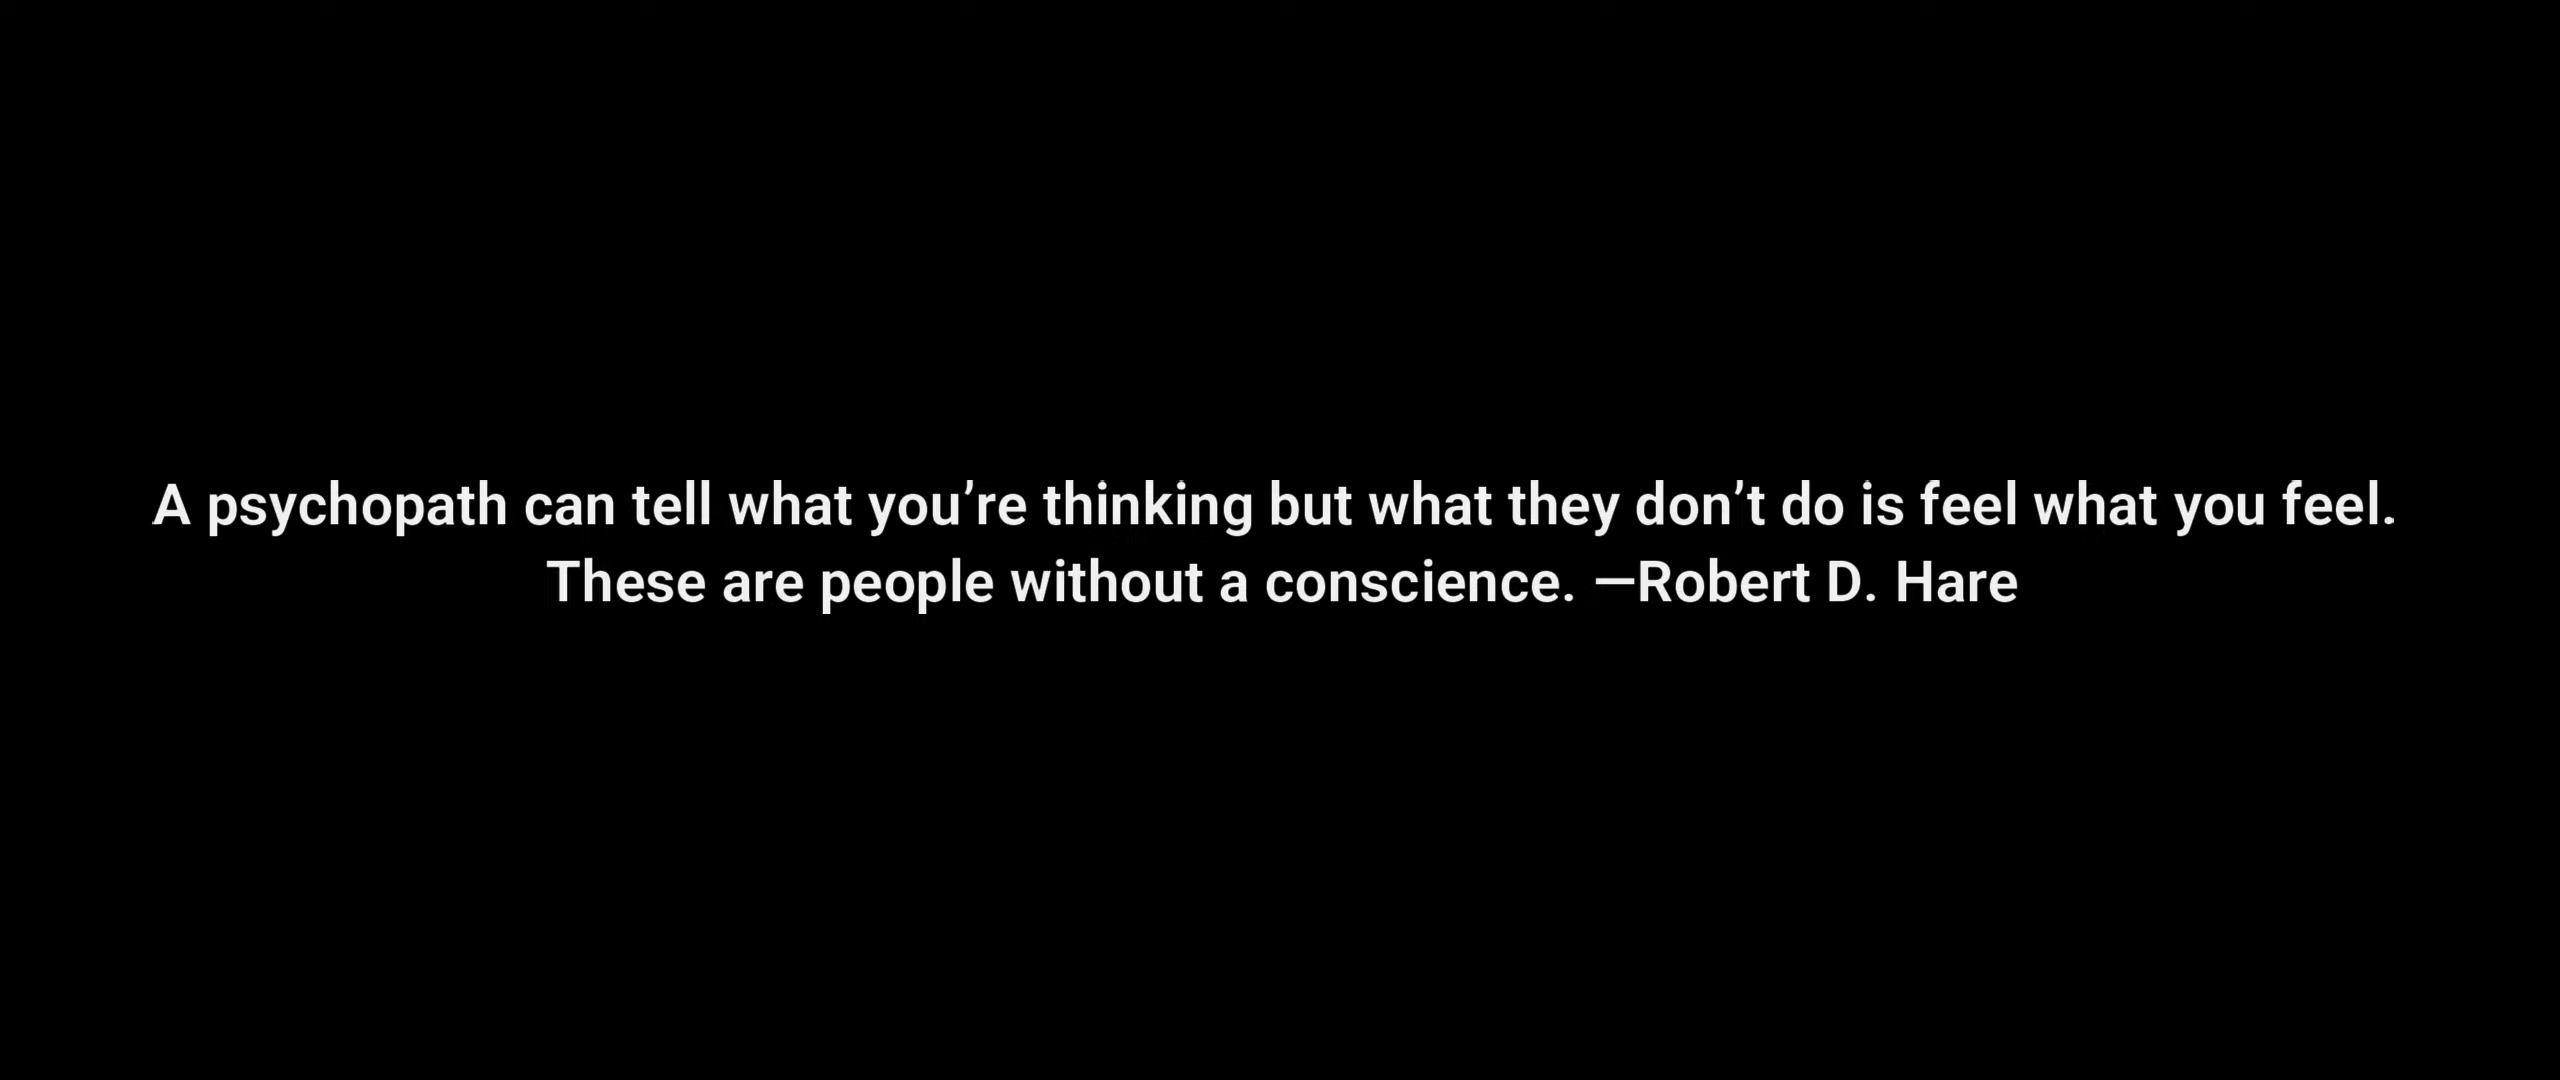 A psychopath can tell what you’re thinking but what they don’t do is feel what you feel.
These are people without a conscience. —Robert D. Hare